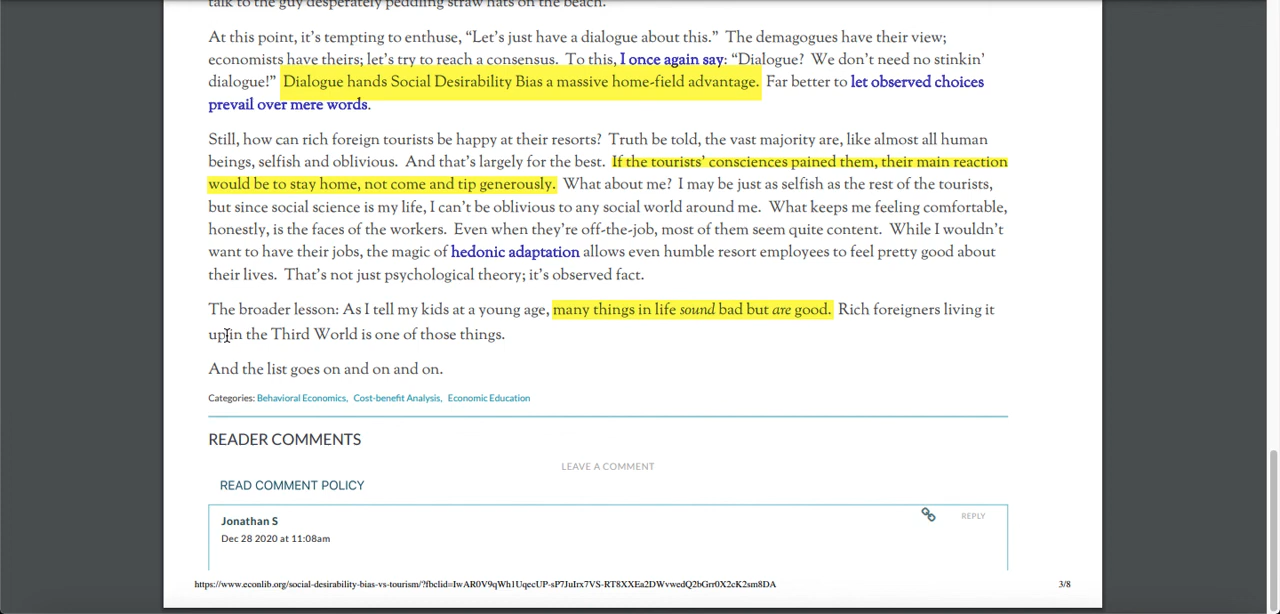 talk to the guy desperately peddling straw hats on the beach.
At this point, it’s tempting to enthuse, “Let’s just have a dialogue about this.”  The demagogues have their view;
economists have theirs; let’s try to reach a consensus.  To this, I once again say: “Dialogue?  We don’t need no stinkin’
dialogue!”  Dialogue hands Social Desirability Bias a massive home-field advantage.  Far better to let observed choices
prevail over mere words.
Still, how can rich foreign tourists be happy at their resorts?  Truth be told, the vast majority are, like almost all human
beings, selfish and oblivious.  And that’s largely for the best.  If the tourists’ consciences pained them, their main reaction
would be to stay home, not come and tip generously.  What about me?  I may be just as selfish as the rest of the tourists,
but since social science is my life, I can’t be oblivious to any social world around me.  What keeps me feeling comfortable,
honestly, is the faces of the workers.  Even when they’re off-the-job, most of them seem quite content.  While I wouldn’t
want to have their jobs, the magic of hedonic adaptation allows even humble resort employees to feel pretty good about
their lives.  That’s not just psychological theory; it’s observed fact.
The broader lesson: As I tell my kids at a young age, many things in life sound bad but are good.  Rich foreigners living it
up in the Third World is one of those things.
And the list goes on and on and on.
Categories: Behavioral Economics,  Cost-benefit Analysis,  Economic Education
READER COMMENTS
LEAVE A COMMENT
READ COMMENT POLICY
Jonathan S
REPLY
Dec 28 2020 at 11:08am
https://www.econlib.org/social-desirability-bias-vs-tourism/?fbclid=IwAR0V9qWh1UqecUP-sP7JuIrx7VS-RT8XXEa2DWvwedQ2bGrr0X2cK2sm8DA
3/8